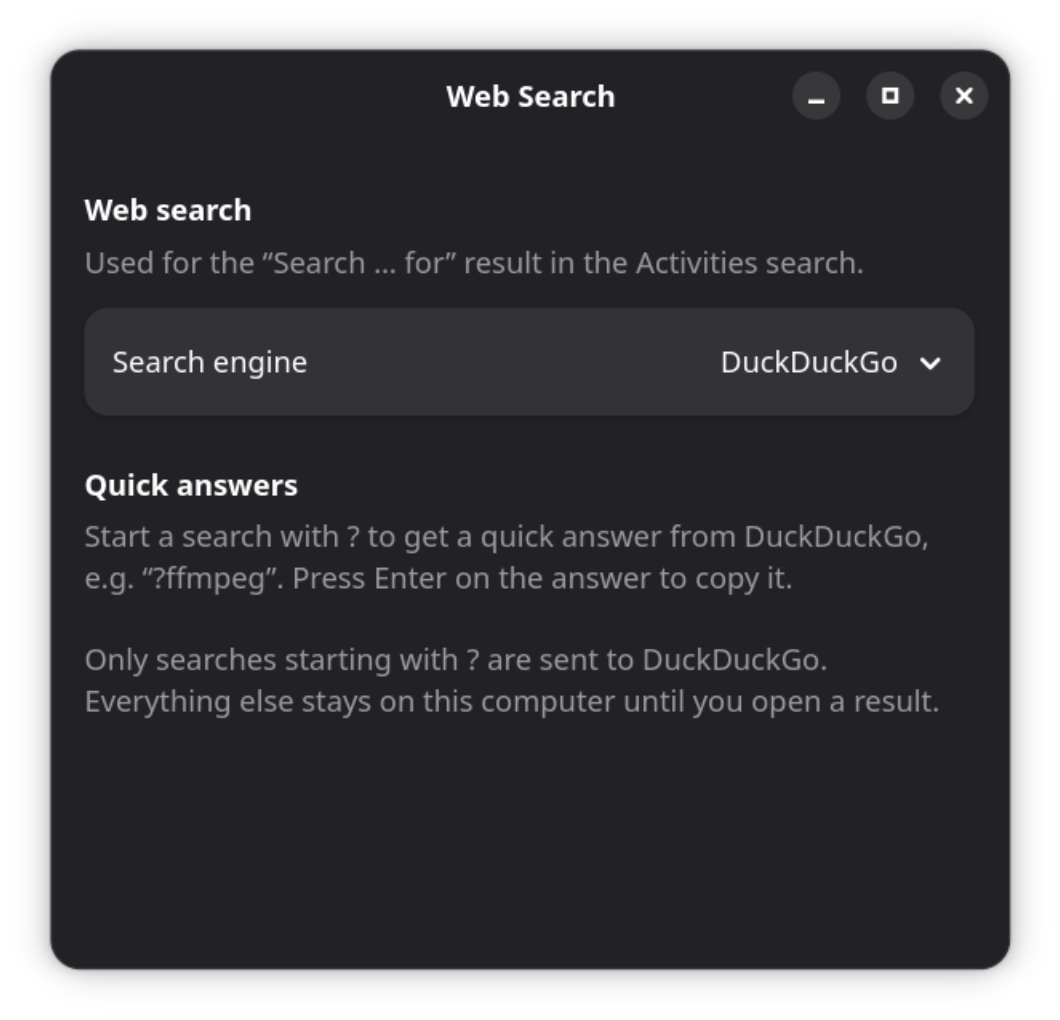 Web Search
Web search
Used for the “Search ... for” result in the Activities search.
Search engine
DuckDuckGo
Quick answers
Start a search with ? to get a quick answer from DuckDuckGo,
e.g. “?ffmpeg”. Press Enter on the answer to copy it.
Only searches starting with ? are sent to DuckDuckGo.
Everything else stays on this computer until you open a result.